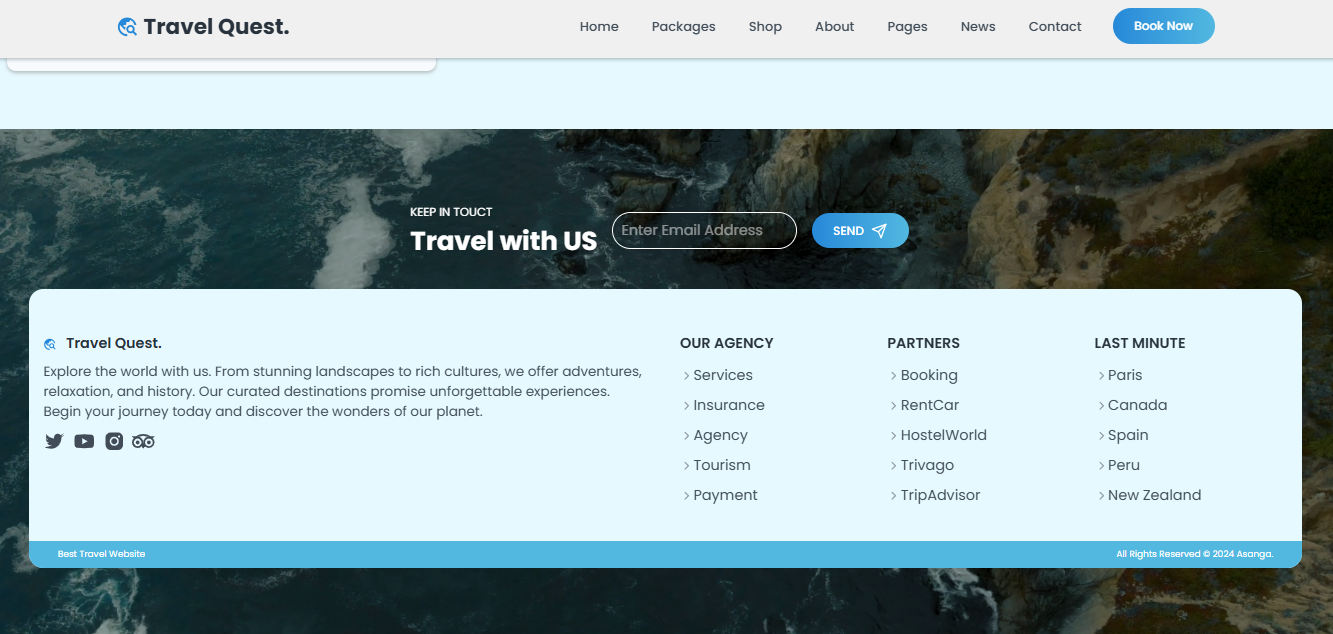 Travel Quest.
Home Packages Shop About Pages News Contact Book Now
KEEP IN TOUCT
Travel with US
Enter Email Address
SEND
Travel Quest.
Explore the world with us. From stunning landscapes to rich cultures, we offer adventures,
relaxation, and history. Our curated destinations promise unforgettable experiences.
Begin your journey today and discover the wonders of our planet.
OUR AGENCY
Services
Insurance
Agency
Tourism
Payment
PARTNERS
Booking
RentCar
HostelWorld
Trivago
TripAdvisor
LAST MINUTE
Paris
Canada
Spain
Peru
New Zealand
Best Travel Website
All Rights Reserved © 2024 Asanga.